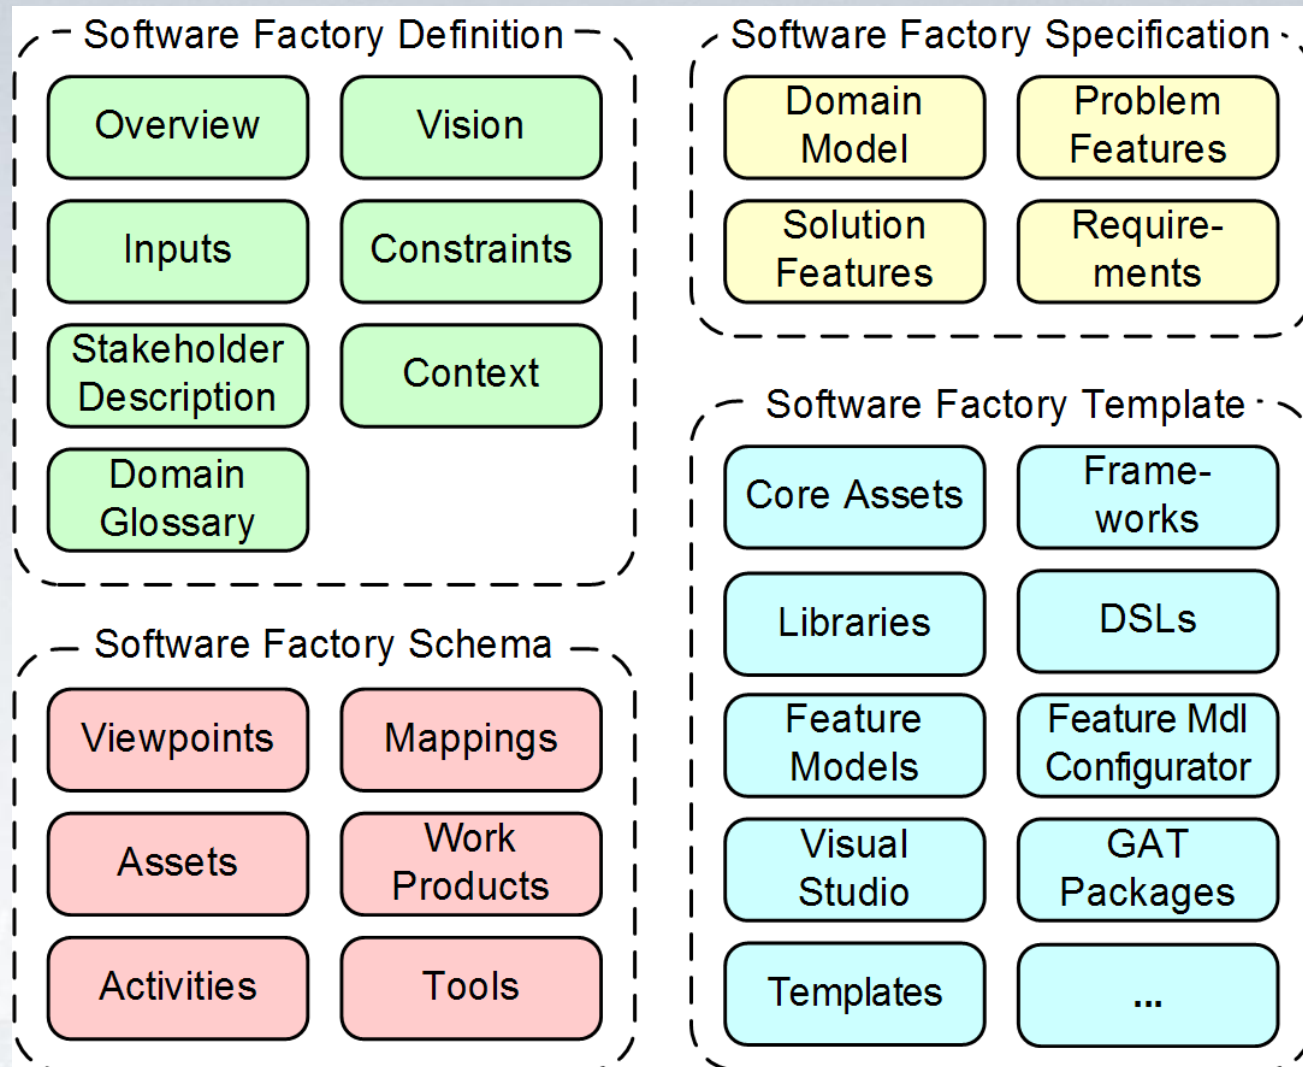 Software Factory Definition
Overview
Vision
Inputs
Constraints
Stakeholder
Description
Context
Domain
Glossary
Software Factory Schema
Viewpoints
Mappings
Assets
Work
Products
Activities
Tools
Software Factory Specification
Domain
Model
Problem
Features
Solution
Features
Require-
ments
Software Factory Template
Core Assets
Frame-
works
Libraries
DSLs
Feature
Models
Feature Mdl
Configurator
Visual
Studio
GAT
Packages
Templates
...